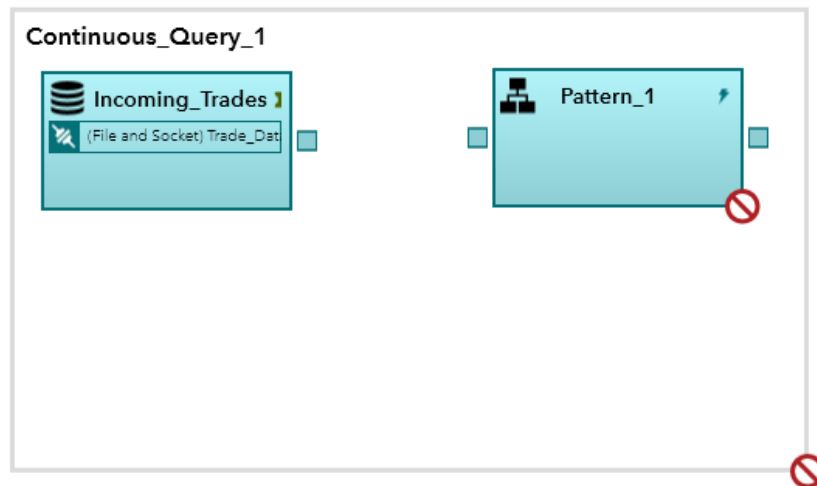 Continuous_Query_1
Incoming_Trades
(File and Socket) Trade_Dat
Pattern_1